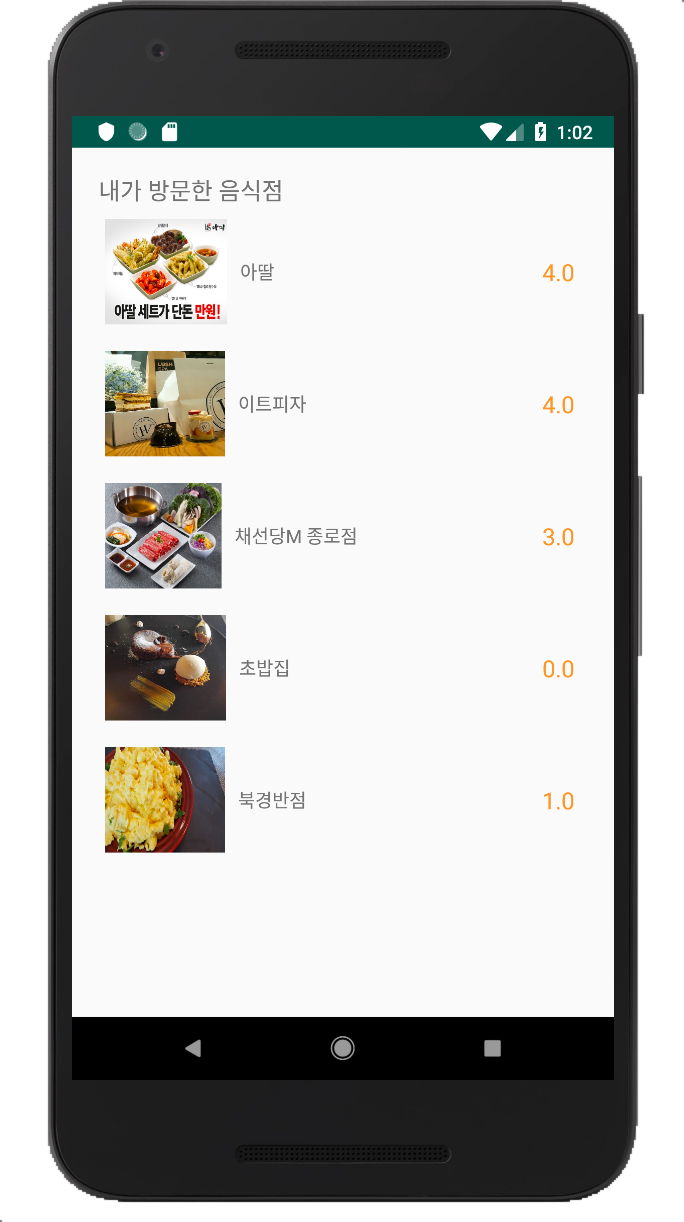 1:02
내가 방문한 음식점
아딸 세트가 단돈 만원!
아딸
4.0
이트피자
4.0
채선당M 종로점
3.0
초밥집
0.0
북경반점
1.0